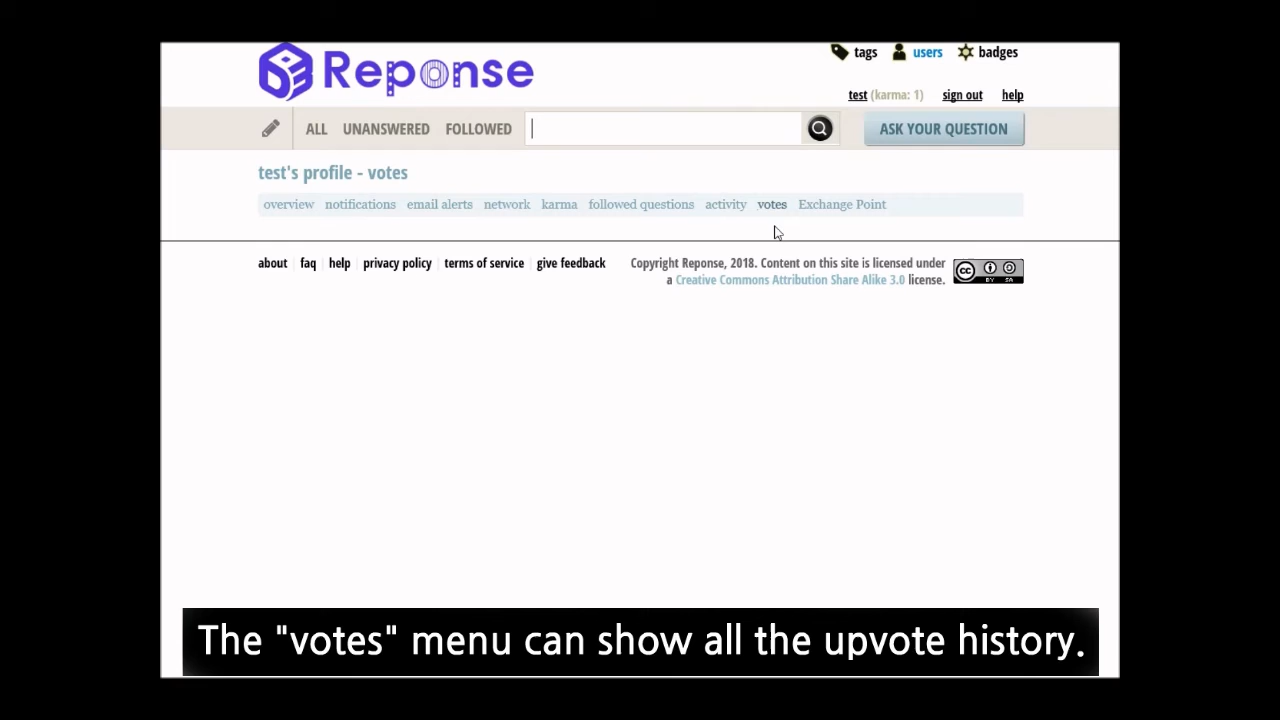 Reponse
tags users badges
test (karma: 1) sign out help
ALL UNANSWERED FOLLOWED ASK YOUR QUESTION
test's profile - votes
overview notifications email alerts network karma followed questions activity votes Exchange Point
about faq help privacy policy terms of service give feedback
Copyright Reponse, 2018. Content on this site is licensed under
a Creative Commons Attribution Share Alike 3.0 license.
cc BY SA
The "votes" menu can show all the upvote history.